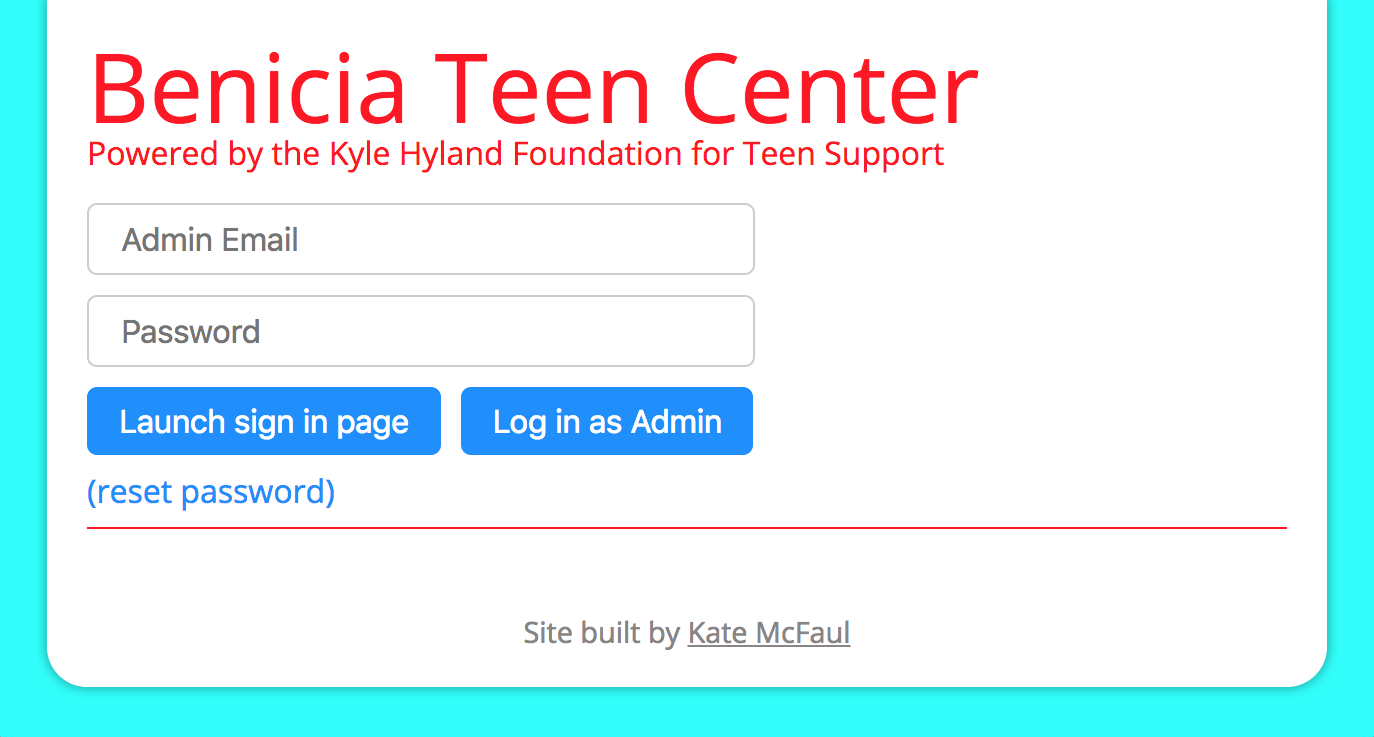 Benicia Teen Center
Powered by the Kyle Hyland Foundation for Teen Support
Admin Email
Password
Launch sign in page Log in as Admin
(reset password)
Site built by Kate McFaul